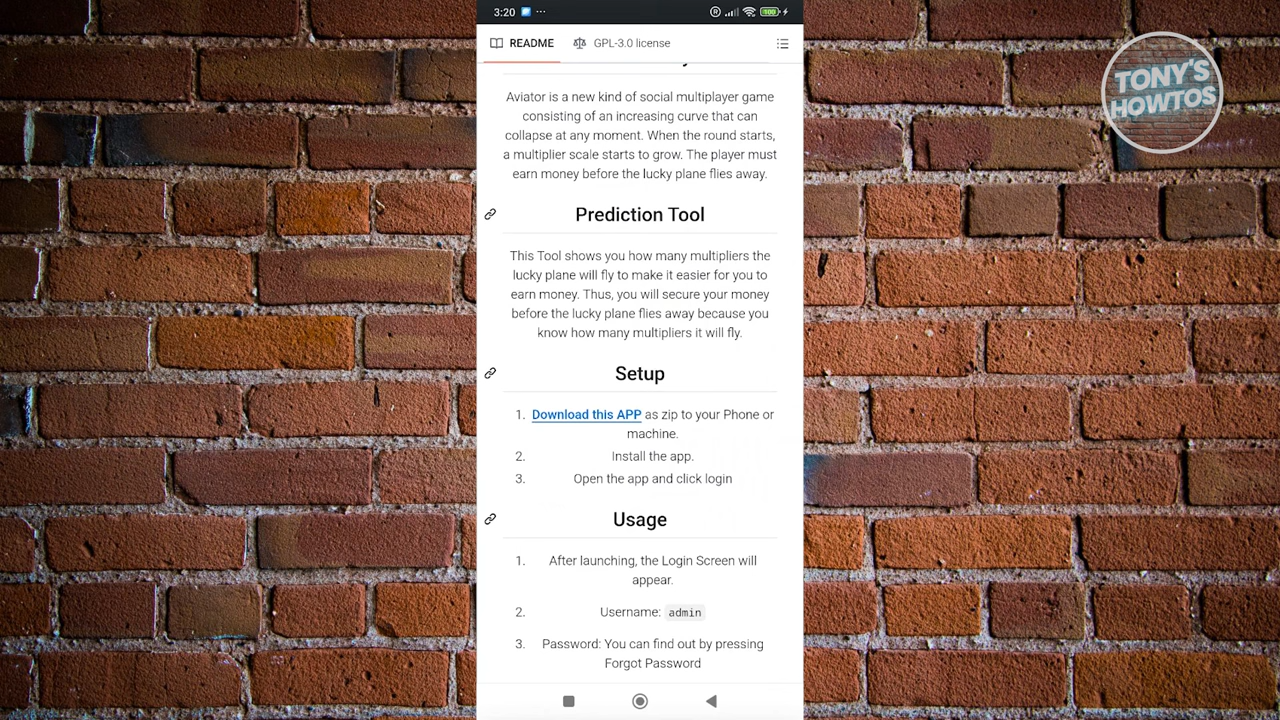 3:20
100
README
GPL-3.0 license
TONY'S
HOWTOS
Aviator is a new kind of social multiplayer game
consisting of an increasing curve that can
collapse at any moment. When the round starts,
a multiplier scale starts to grow. The player must
earn money before the lucky plane flies away.
Prediction Tool
This Tool shows you how many multipliers the
lucky plane will fly to make it easier for you to
earn money. Thus, you will secure your money
before the lucky plane flies away because you
know how many multipliers it will fly.
Setup
1. Download this APP as zip to your Phone or
machine.
2. Install the app.
3. Open the app and click login
Usage
1. After launching, the Login Screen will
appear.
2. Username: admin
3. Password: You can find out by pressing
Forgot Password